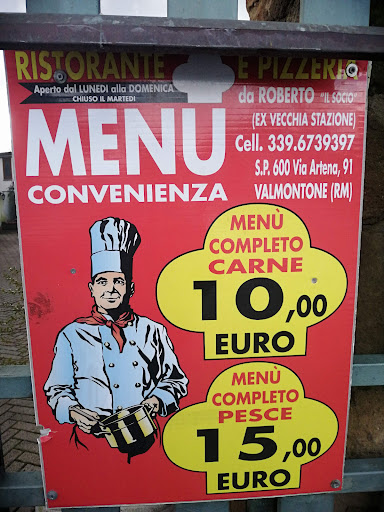 RISTORANTE E PIZZERIA
Aperto dal LUNEDI alla DOMENICA
CHIUSO IL MARTEDI
da ROBERTO "IL SOCIO"
(EX VECCHIA STAZIONE)
Cell. 339.6739397
S.P. 600 Via Artena, 91
VALMONTONE (RM)
MENU
CONVENIENZA
MENÙ
COMPLETO
CARNE
10,00
EURO
MENÙ
COMPLETO
PESCE
15,00
EURO